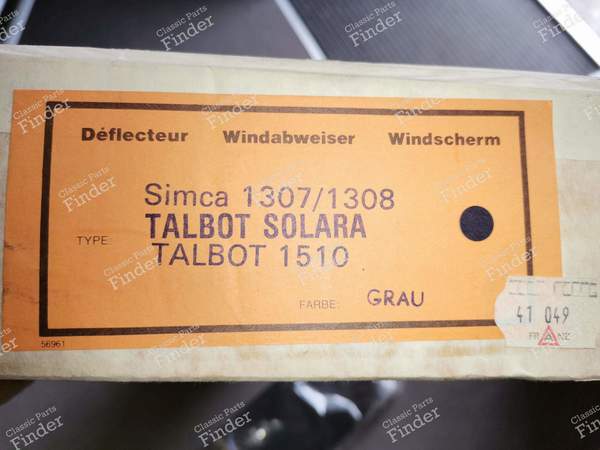 Déflecteur Windabweiser Windscherm
Simca 1307/1308
TYPE: TALBOT SOLARA
TALBOT 1510
FARBE: GRAU
41 049
56961
Classic Parts Finder